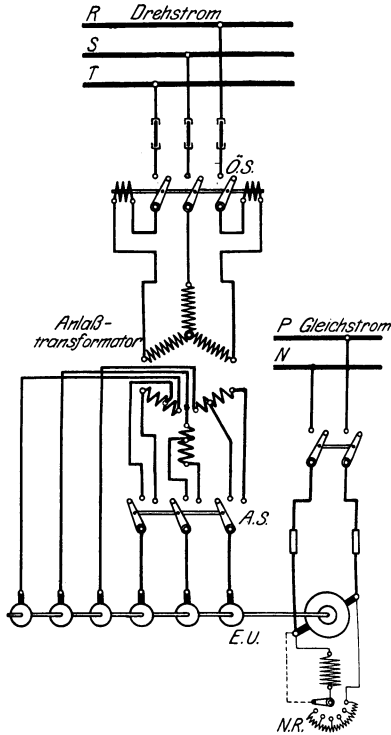 R Drehstrom
S
T
Ö.S.
Anlaß-
transformator
P Gleichstrom
N
A.S.
E.U.
N.R.